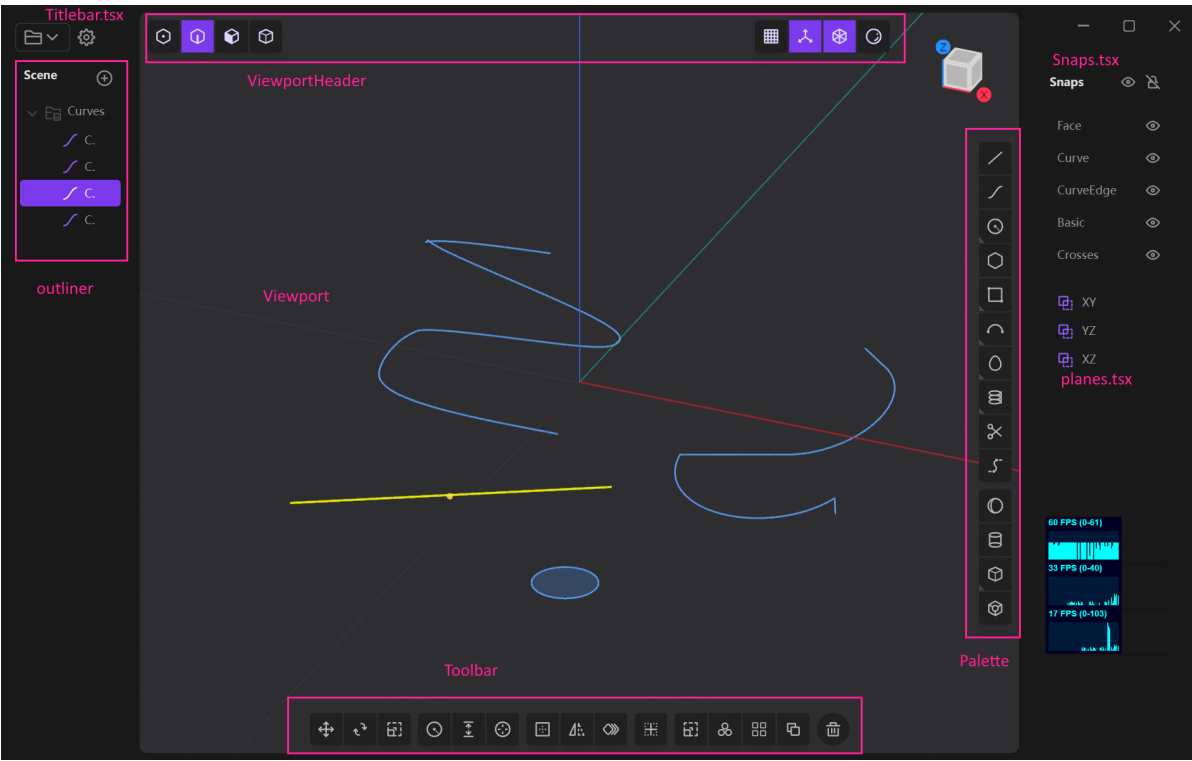 Titlebar.tsx
Scene
ViewportHeader
Z
X
Snaps.tsx
Snaps
Curves
C.
C.
C.
C.
outliner
Viewport
Face
Curve
CurveEdge
Basic
Crosses
XY
YZ
XZ
planes.tsx
60 FPS (0-61)
33 FPS (0-40)
17 FPS (0-103)
Palette
Toolbar